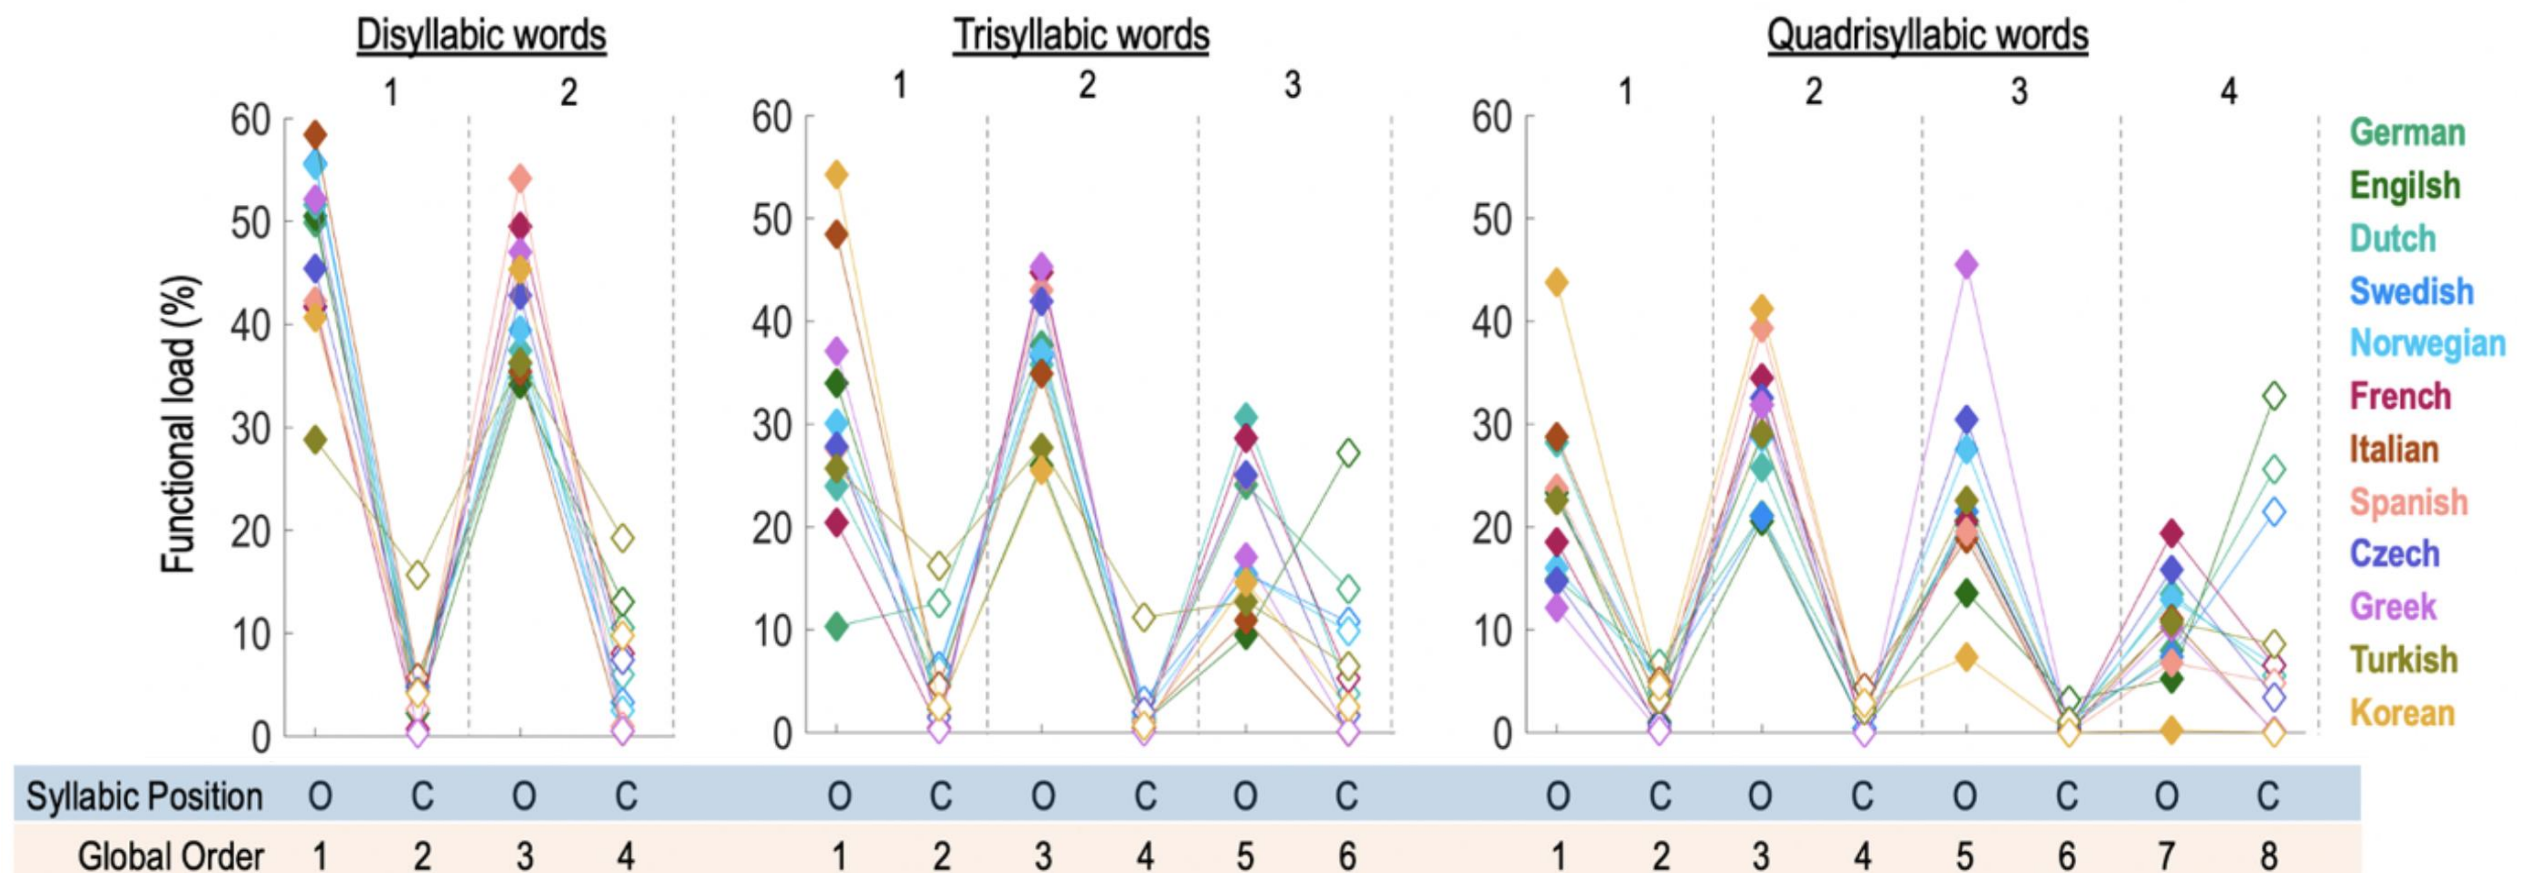 Disyllabic words
Trisyllabic words
Quadrisyllabic words
1 2
1 2 3
1 2 3 4
Functional load (%)
60
50
40
30
20
10
0
60
50
40
30
20
10
0
60
50
40
30
20
10
0
German
Engilsh
Dutch
Swedish
Norwegian
French
Italian
Spanish
Czech
Greek
Turkish
Korean
Syllabic Position O C O C O C O C O C O C O C O C O C
Global Order 1 2 3 4 1 2 3 4 5 6 1 2 3 4 5 6 7 8